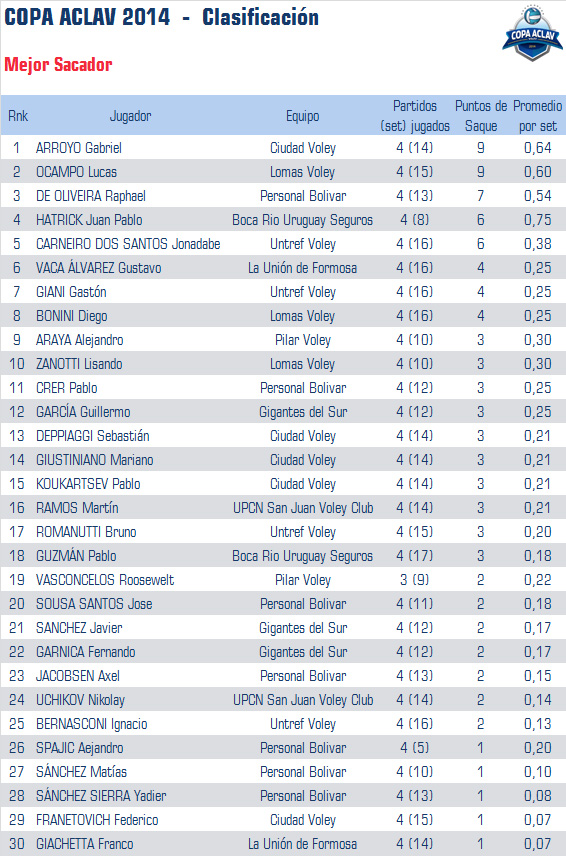 COPA ACLAV 2014 - Clasificación
COPA ACLAV
Mejor Sacador
Rnk Jugador Equipo Partidos (set) jugados Puntos de Saque Promedio por set
1 ARROYO Gabriel Ciudad Voley 4 (14) 9 0,64
2 OCAMPO Lucas Lomas Voley 4 (15) 9 0,60
3 DE OLIVEIRA Raphael Personal Bolivar 4 (13) 7 0,54
4 HATRICK Juan Pablo Boca Rio Uruguay Seguros 4 (8) 6 0,75
5 CARNEIRO DOS SANTOS Jonadabe Untref Voley 4 (16) 6 0,38
6 VACA ÁLVAREZ Gustavo La Unión de Formosa 4 (16) 4 0,25
7 GIANI Gastón Untref Voley 4 (16) 4 0,25
8 BONINI Diego Lomas Voley 4 (16) 4 0,25
9 ARAYA Alejandro Pilar Voley 4 (10) 3 0,30
10 ZANOTTI Lisando Lomas Voley 4 (10) 3 0,30
11 CRER Pablo Personal Bolivar 4 (12) 3 0,25
12 GARCÍA Guillermo Gigantes del Sur 4 (12) 3 0,25
13 DEPPIAGGI Sebastián Ciudad Voley 4 (14) 3 0,21
14 GIUSTINIANO Mariano Ciudad Voley 4 (14) 3 0,21
15 KOUKARTSEV Pablo Ciudad Voley 4 (14) 3 0,21
16 RAMOS Martín UPCN San Juan Voley Club 4 (14) 3 0,21
17 ROMANUTTI Bruno Untref Voley 4 (15) 3 0,20
18 GUZMÁN Pablo Boca Rio Uruguay Seguros 4 (17) 3 0,18
19 VASCONCELOS Roosewelt Pilar Voley 3 (9) 2 0,22
20 SOUSA SANTOS Jose Personal Bolivar 4 (11) 2 0,18
21 SANCHEZ Javier Gigantes del Sur 4 (12) 2 0,17
22 GARNICA Fernando Gigantes del Sur 4 (12) 2 0,17
23 JACOBSEN Axel Personal Bolivar 4 (13) 2 0,15
24 UCHIKOV Nikolay UPCN San Juan Voley Club 4 (14) 2 0,14
25 BERNASCONI Ignacio Untref Voley 4 (16) 2 0,13
26 SPAJIC Aejandro Personal Bolivar 4 (5) 1 0,20
27 SÁNCHEZ Matías Personal Bolivar 4 (10) 1 0,10
28 SÁNCHEZ SIERRA Yadier Personal Bolivar 4 (13) 1 0,08
29 FRANETOVICH Federico Ciudad Voley 4 (15) 1 0,07
30 GIACHETTA Franco La Unión de Formosa 4 (14) 1 0,07